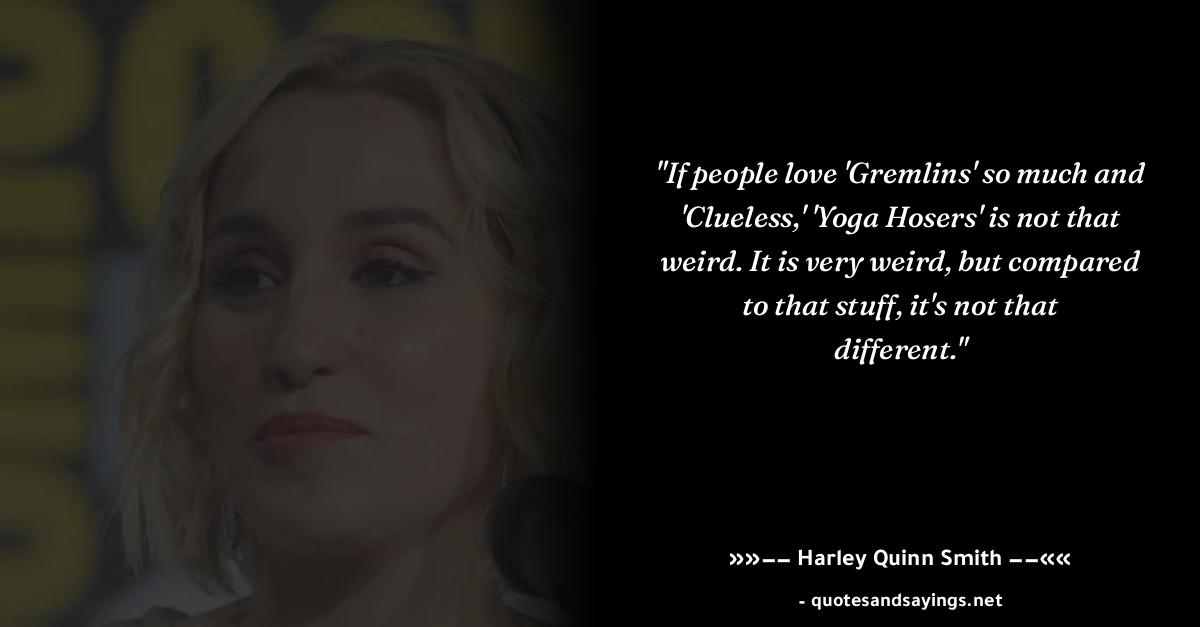 "If people love 'Gremlins' so much and
'Clueless,' 'Yoga Hosers' is not that
weird. It is very weird, but compared
to that stuff, it's not that
different."
»»−− Harley Quinn Smith −−««
- quotesandsayings.net